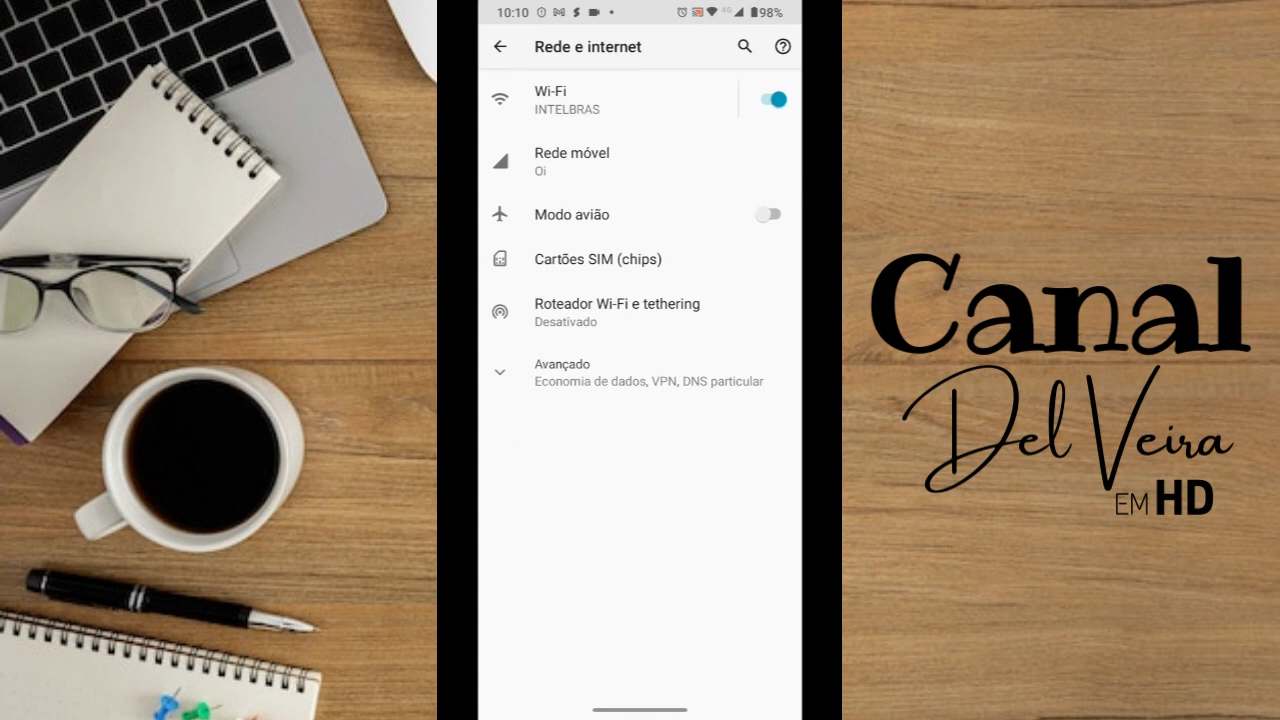 10:10
4G
98%
Rede e internet
Wi-Fi
INTELBRAS
Rede móvel
Oi
Modo avião
Cartões SIM (chips)
Roteador Wi-Fi e tethering
Desativado
Avançado
Economia de dados, VPN, DNS particular
Canal
Del Veira
EM HD